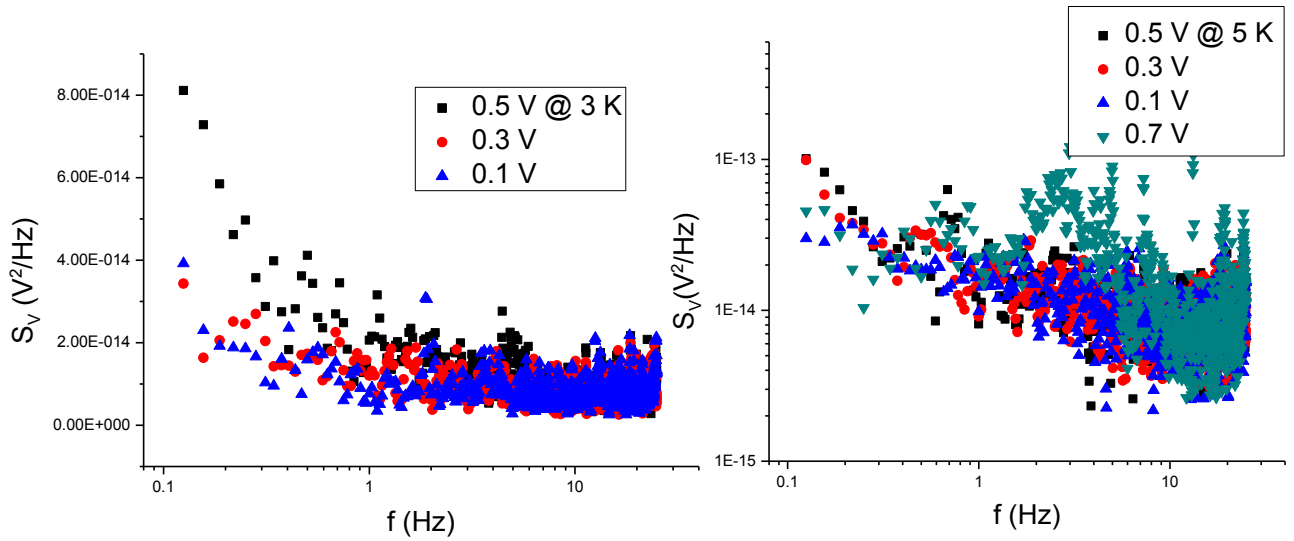 0.5 V @ 3 K
0.3 V
0.1 V
8.00E-014
6.00E-014
4.00E-014
2.00E-014
0.00E+000
S_V (V²/Hz)
0.1
1
10
f (Hz)
0.5 V @ 5 K
0.3 V
0.1 V
0.7 V
1E-13
1E-14
1E-15
S_V(V²/Hz)
0.1
1
10
f (Hz)